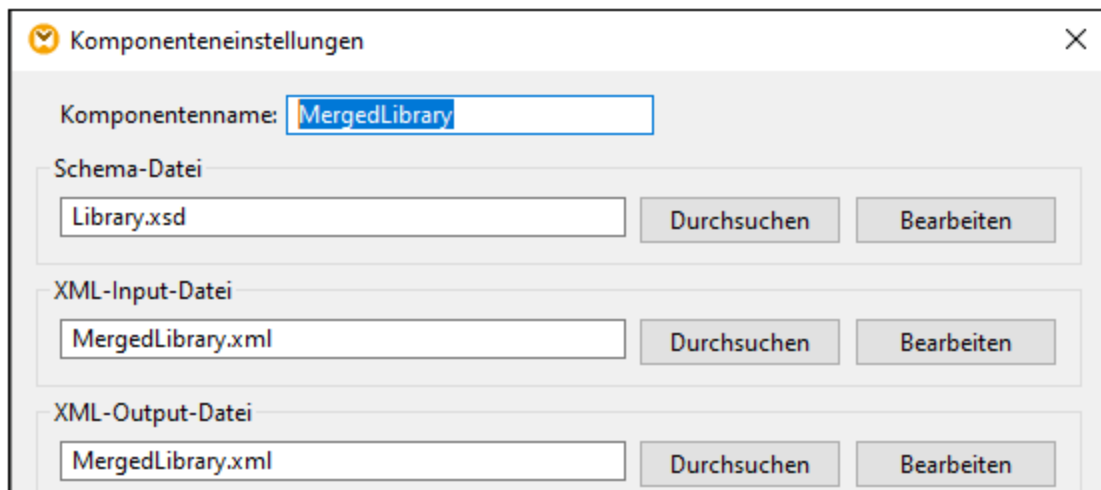 Komponenteneinstellungen
Komponentenname: MergedLibrary
Schema-Datei
Library.xsd Durchsuchen Bearbeiten
XML-Input-Datei
MergedLibrary.xml Durchsuchen Bearbeiten
XML-Output-Datei
MergedLibrary.xml Durchsuchen Bearbeiten